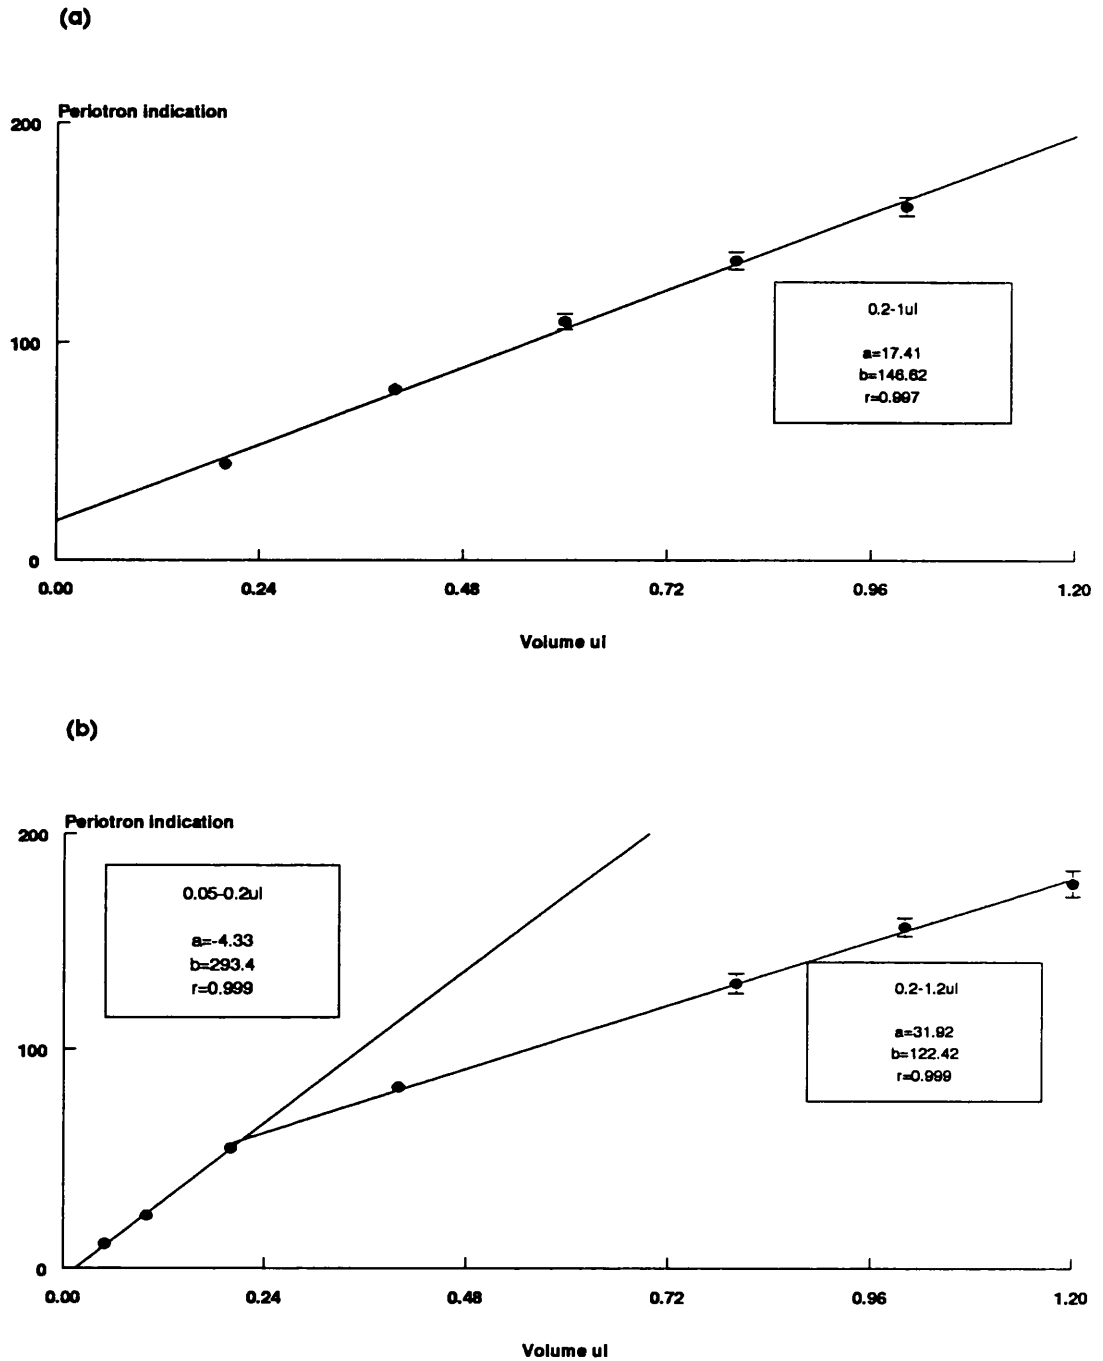 (a)
Periotron indication
200
100
0
0.00 0.24 0.48 0.72 0.96 1.20
Volume ul
0.2-1ul
a=17.41
b=146.62
r=0.997
(b)
Periotron indication
200
100
0
0.00 0.24 0.48 0.72 0.96 1.20
Volume ul
0.05-0.2ul
a=-4.33
b=293.4
r=0.999
0.2-1.2ul
a=31.92
b=122.42
r=0.999